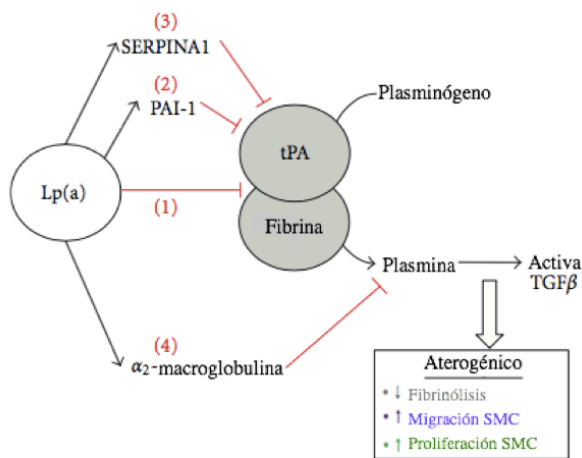 (3)
SERPINA1
(2)
PAI-1
Plasminógeno
tPA
Lp(a)
(1)
Fibrina
Plasmina
Activa
TGFβ
(4)
α₂-macroglobulina
Aterogénico
• ↓ Fibrinólisis
• ↑ Migración SMC
• ↑ Proliferación SMC